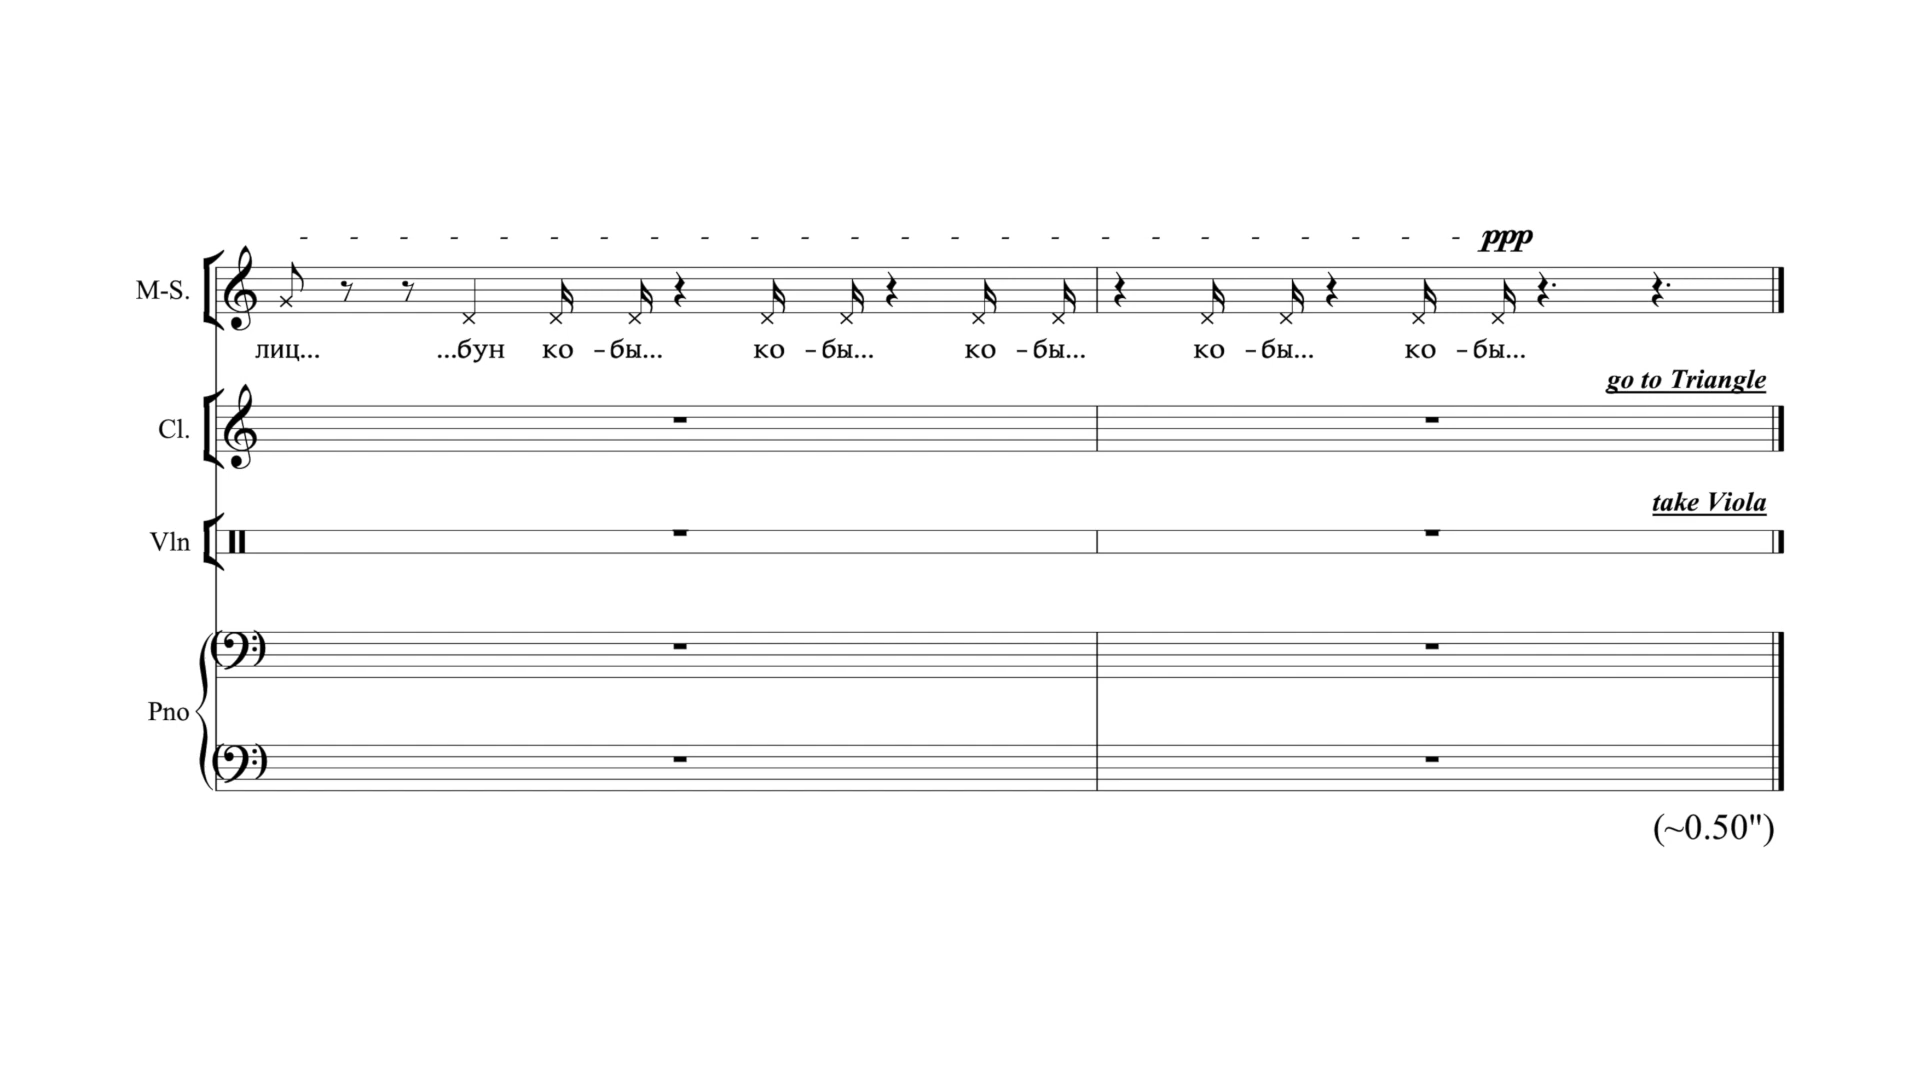 ppp
M-S.
лиц... ...бун ко - бы... ко - бы... ко - бы... ко - бы... ко - бы...
go to Triangle
Cl.
take Viola
Vln
Pno
(~0.50")